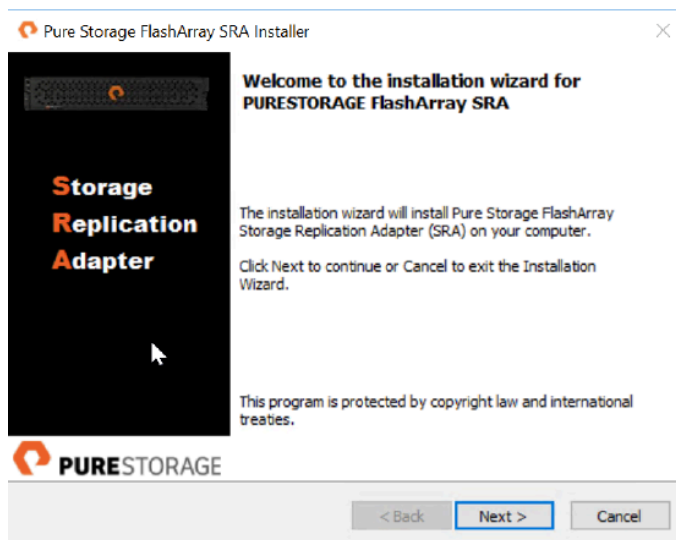 Pure Storage FlashArray SRA Installer
Welcome to the installation wizard for
PURESTORAGE FlashArray SRA
Storage
Replication
Adapter
The installation wizard will install Pure Storage FlashArray
Storage Replication Adapter (SRA) on your computer.
Click Next to continue or Cancel to exit the Installation
Wizard.
This program is protected by copyright law and international
treaties.
PURESTORAGE
< Back
Next >
Cancel